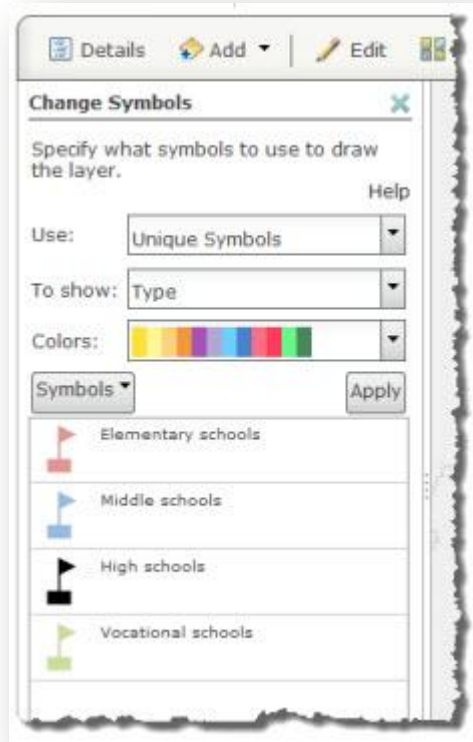 Details Add Edit
Change Symbols
Specify what symbols to use to draw
the layer.
Help
Use: Unique Symbols
To show: Type
Colors:
Symbols Apply
Elementary schools
Middle schools
High schools
Vocational schools